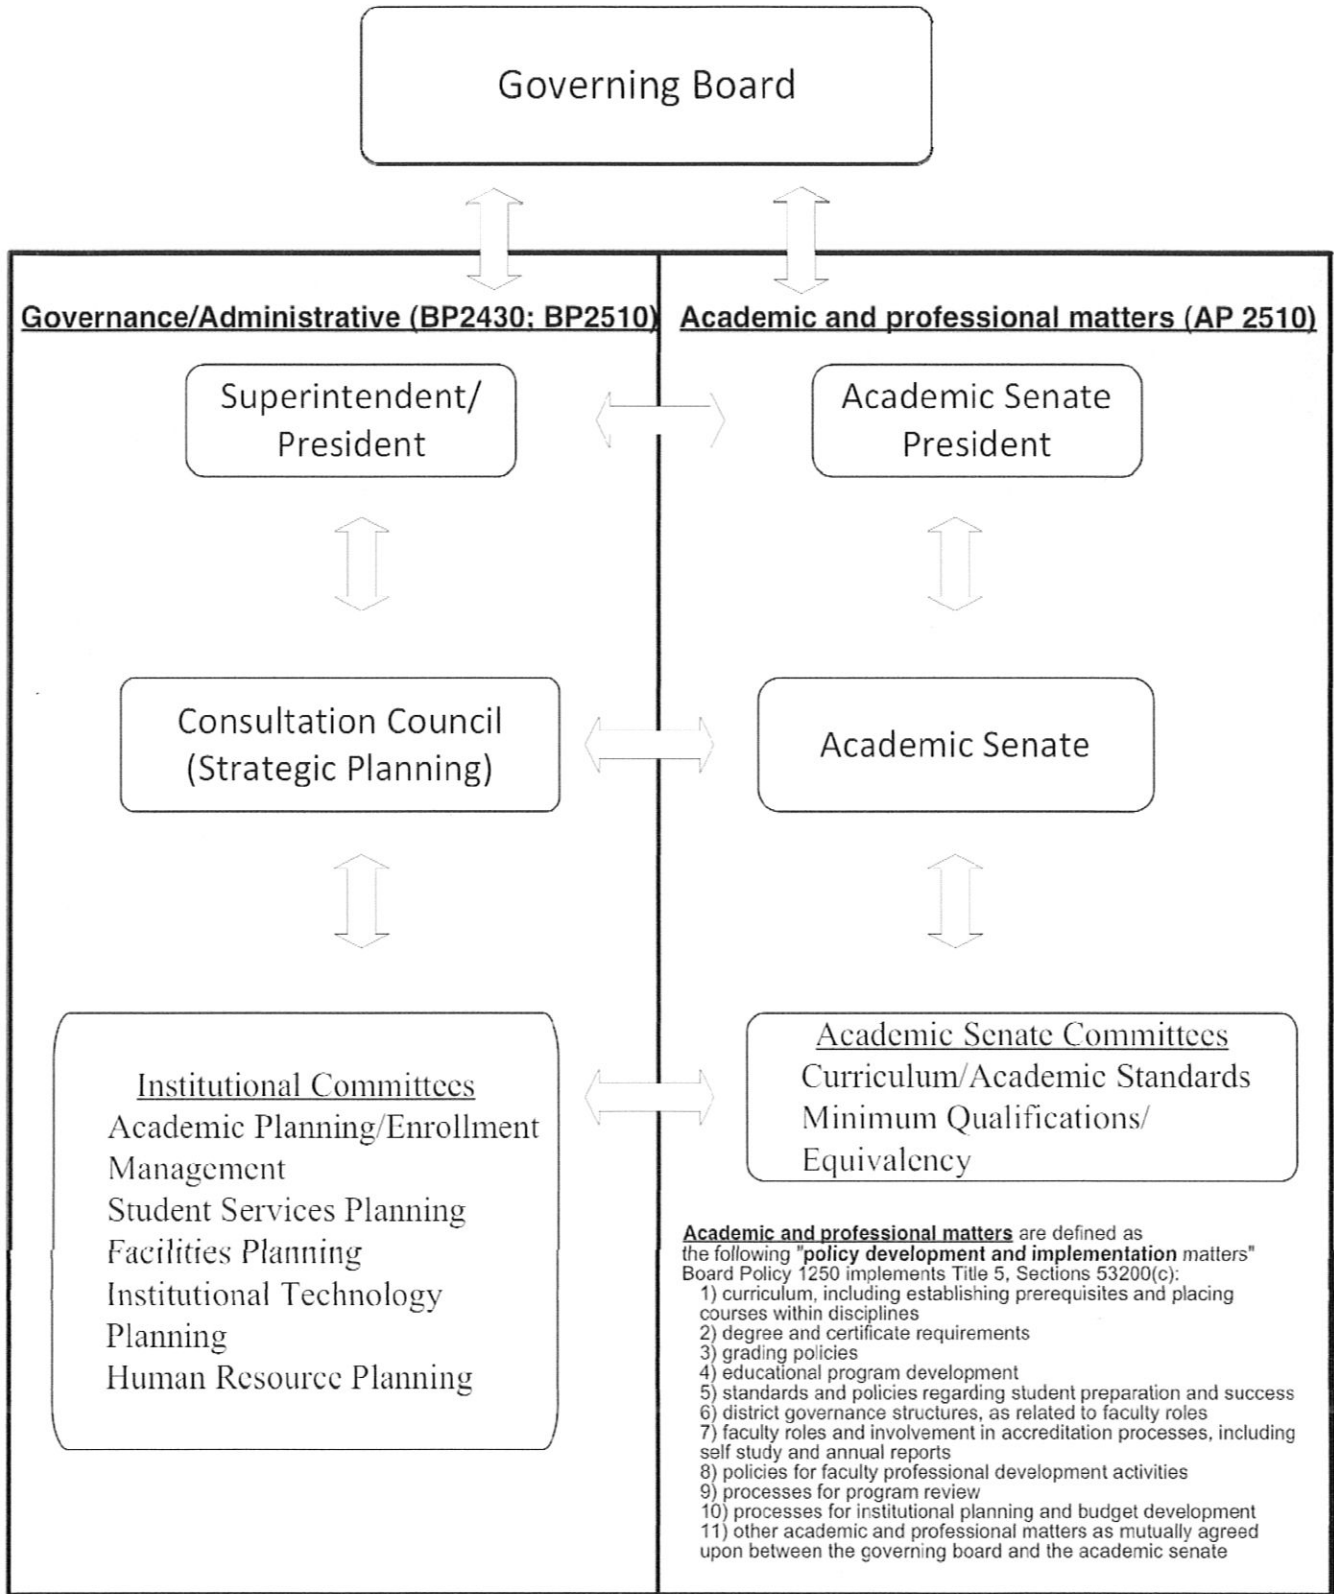 Governing Board
Governance/Administrative (BP2430; BP2510)
Superintendent/
President
Consultation Council
(Strategic Planning)
Institutional Committees
Academic Planning/Enrollment
Management
Student Services Planning
Facilities Planning
Institutional Technology
Planning
Human Resource Planning
Academic and professional matters (AP 2510)
Academic Senate
President
Academic Senate
Academic Senate Committees
Curriculum/Academic Standards
Minimum Qualifications/
Equivalency
Academic and professional matters are defined as
the following "policy development and implementation matters"
Board Policy 1250 implements Title 5, Sections 53200(c):
1) curriculum, including establishing prerequisites and placing
courses within disciplines
2) degree and certificate requirements
3) grading policies
4) educational program development
5) standards and policies regarding student preparation and success
6) district governance structures, as related to faculty roles
7) faculty roles and involvement in accreditation processes, including
self study and annual reports
8) policies for faculty professional development activities
9) processes for program review
10) processes for institutional planning and budget development
11) other academic and professional matters as mutually agreed
upon between the governing board and the academic senate